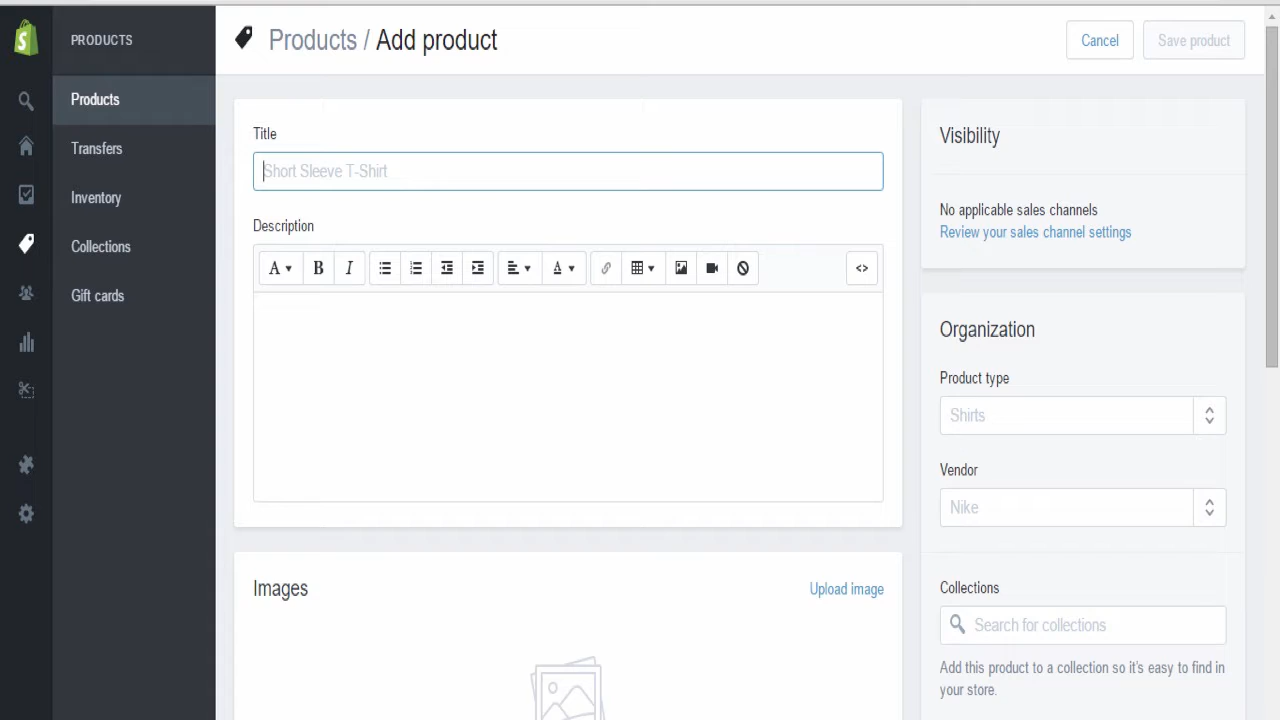 PRODUCTS
Products
Transfers
Inventory
Collections
Gift cards
Products / Add product
Cancel
Save product
Title
Short Sleeve T-Shirt
Description
A
B
I
A
<>
Images
Upload image
Visibility
No applicable sales channels
Review your sales channel settings
Organization
Product type
Shirts
Vendor
Nike
Collections
Search for collections
Add this product to a collection so it's easy to find in
your store.